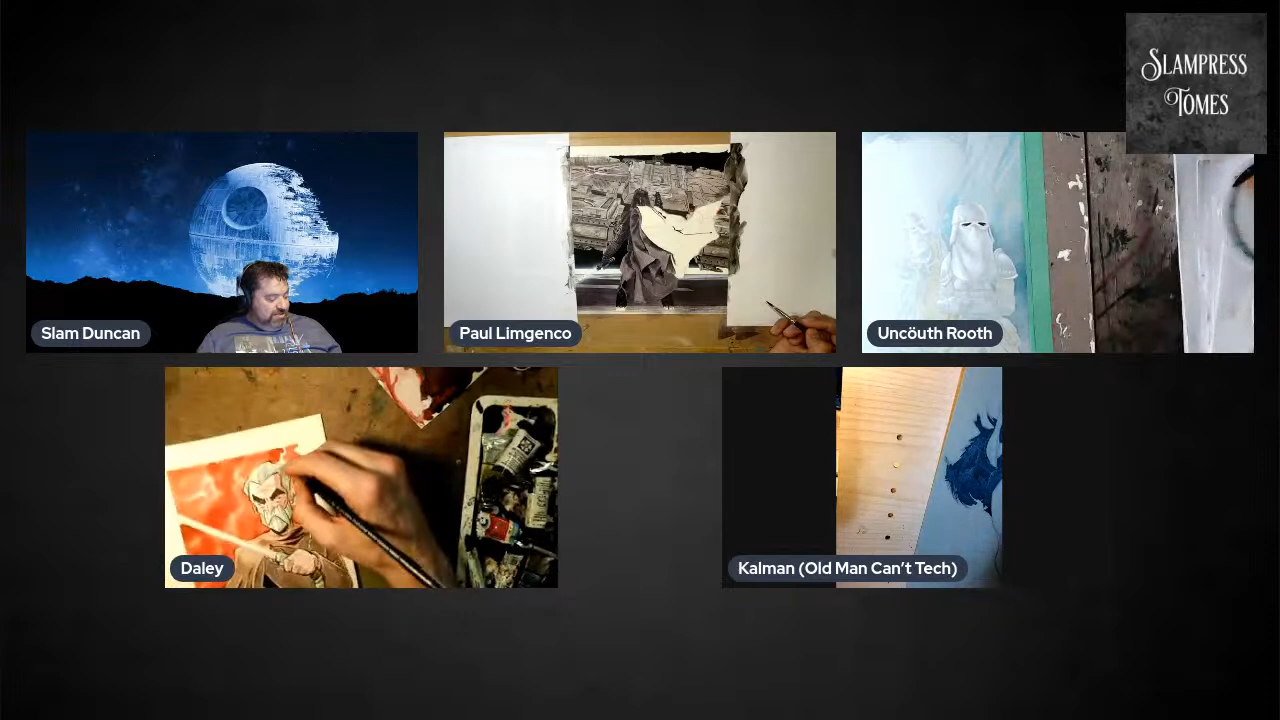 SLAMPRESS
TOMES
Slam Duncan
Paul Limgenco
Uncöuth Rooth
Daley
Kalman (Old Man Can't Tech)